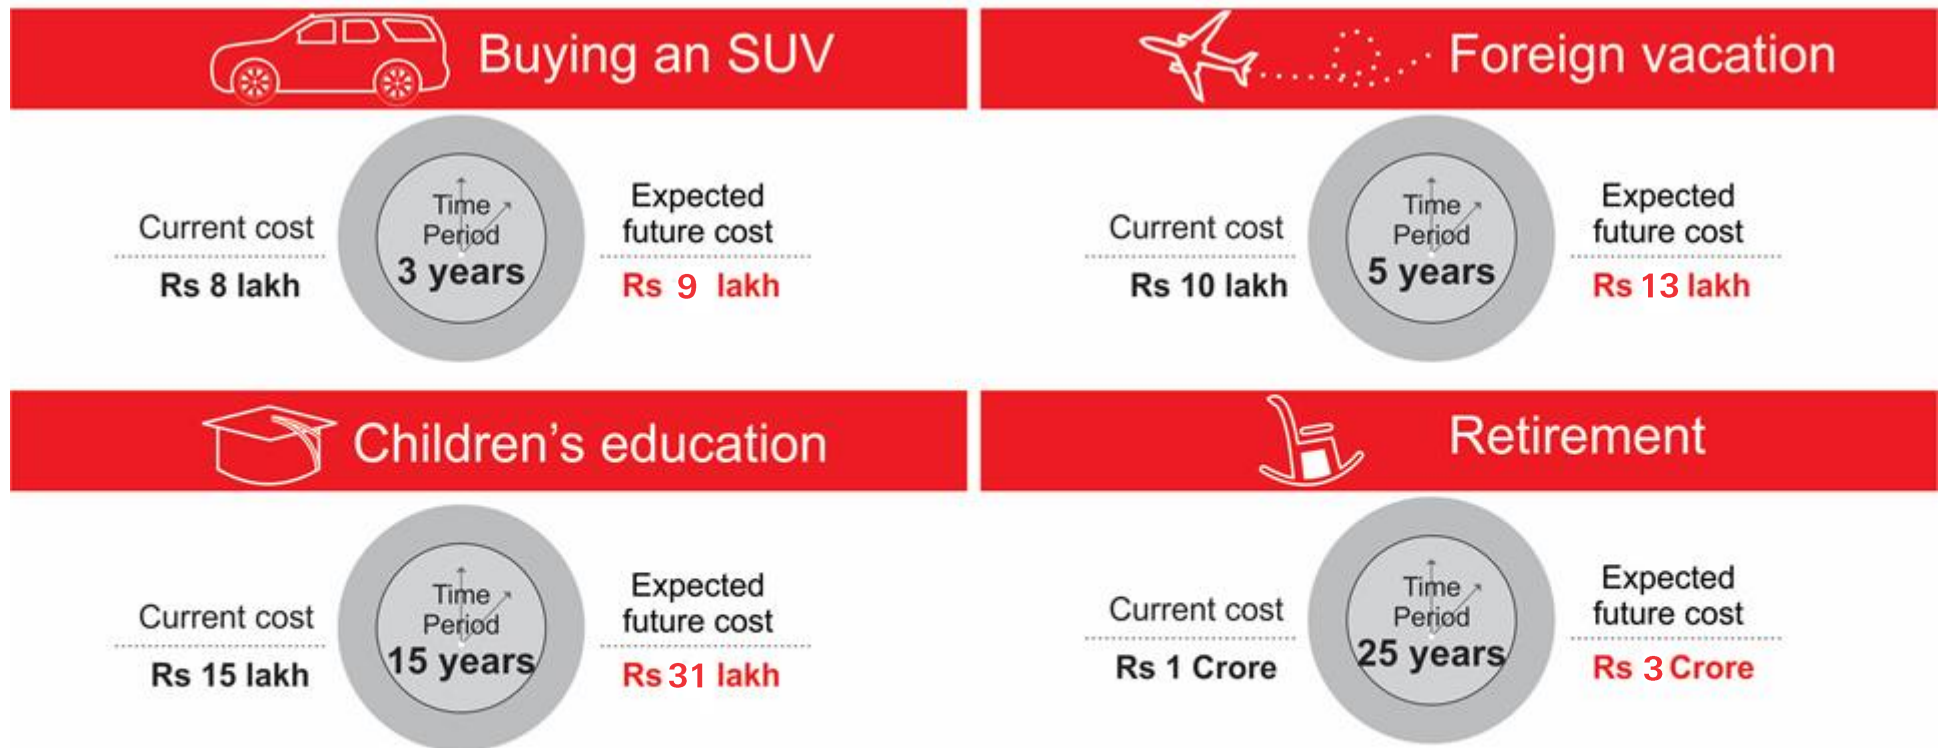 Buying an SUV
Current cost
Rs 8 lakh
Time
Period
3 years
Expected
future cost
Rs 9 lakh
Foreign vacation
Current cost
Rs 10 lakh
Time
Period
5 years
Expected
future cost
Rs 13 lakh
Children's education
Current cost
Rs 15 lakh
Time
Period
15 years
Expected
future cost
Rs 31 lakh
Retirement
Current cost
Rs 1 Crore
Time
Period
25 years
Expected
future cost
Rs 3 Crore